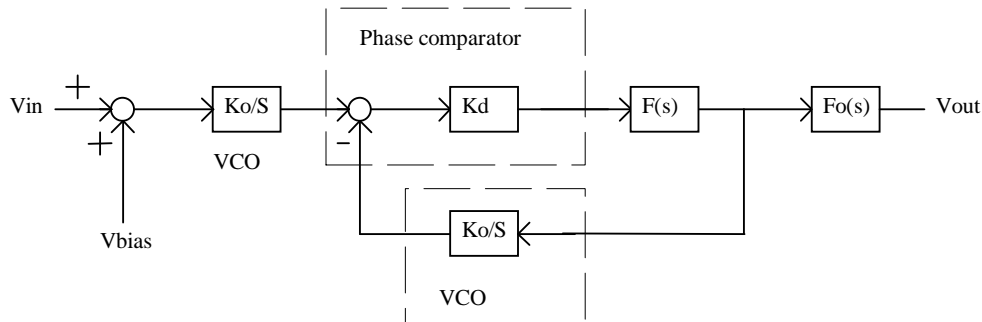 Phase comparator
Vin
+
+
Ko/S
VCO
-
Kd
F(s)
Fo(s)
Vout
Vbias
Ko/S
VCO